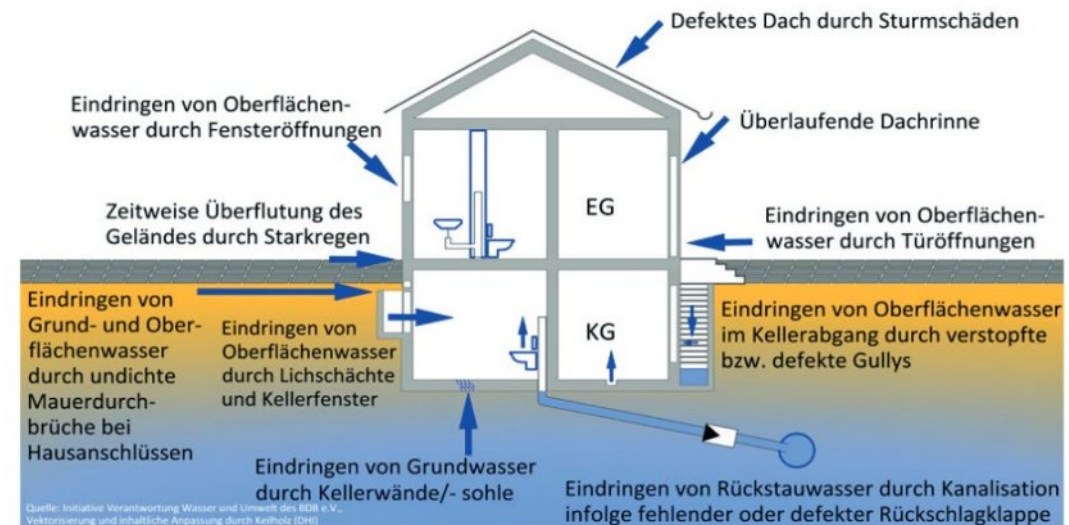 Defektes Dach durch Sturmschäden
Eindringen von Oberflächen-
wasser durch Fensteröffnungen
Überlaufende Dachrinne
EG
Zeitweise Überflutung des
Geländes durch Starkregen
Eindringen von Oberflächen-
wasser durch Türöffnungen
Eindringen von
Grund- und Ober-
flächenwasser
durch undichte
Mauerdurch-
brüche bei
Hausanschlüssen
Eindringen von
Oberflächenwasser
durch Lichschächte
und Kellerfenster
KG
Eindringen von Oberflächenwasser
im Kellerabgang durch verstopfte
bzw. defekte Gullys
Eindringen von Grundwasser
durch Kellerwände/- sohle
Eindringen von Rückstauwasser durch Kanalisation
infolge fehlender oder defekter Rückschlagklappe
Quelle: Initiative Verantwortung Wasser und Umwelt des BDB e.V.,
Vektorisierung und inhaltliche Anpassung durch Keilholz (DHI)